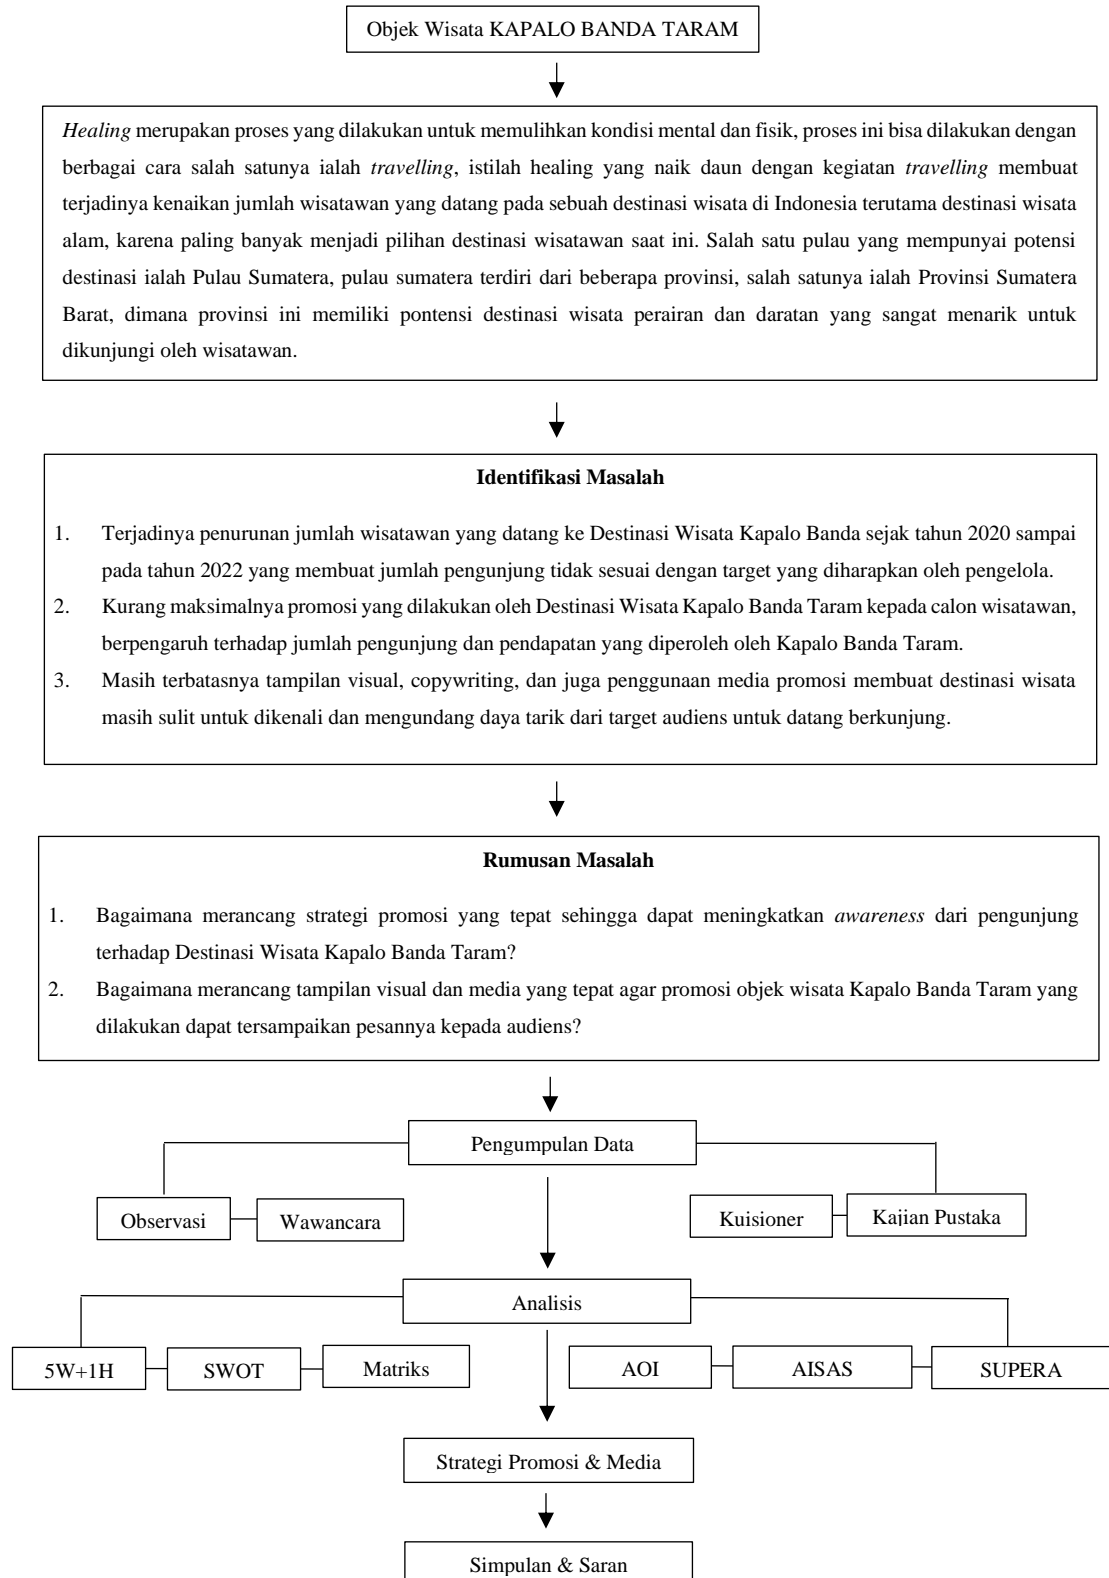 Objek Wisata KAPALO BANDA TARAM
Healing merupakan proses yang dilakukan untuk memulihkan kondisi mental dan fisik, proses ini bisa dilakukan dengan
berbagai cara salah satunya ialah travelling, istilah healing yang naik daun dengan kegiatan travelling membuat
terjadinya kenaikan jumlah wisatawan yang datang pada sebuah destinasi wisata di Indonesia terutama destinasi wisata
alam, karena paling banyak menjadi pilihan destinasi wisatawan saat ini. Salah satu pulau yang mempunyai potensi
destinasi ialah Pulau Sumatera, pulau sumatera terdiri dari beberapa provinsi, salah satunya ialah Provinsi Sumatera
Barat, dimana provinsi ini memiliki pontensi destinasi wisata perairan dan daratan yang sangat menarik untuk
dikunjungi oleh wisatawan.
Identifikasi Masalah
1. Terjadinya penurunan jumlah wisatawan yang datang ke Destinasi Wisata Kapalo Banda sejak tahun 2020 sampai
pada tahun 2022 yang membuat jumlah pengunjung tidak sesuai dengan target yang diharapkan oleh pengelola.
2. Kurang maksimalnya promosi yang dilakukan oleh Destinasi Wisata Kapalo Banda Taram kepada calon wisatawan,
berpengaruh terhadap jumlah pengunjung dan pendapatan yang diperoleh oleh Kapalo Banda Taram.
3. Masih terbatasnya tampilan visual, copywriting, dan juga penggunaan media promosi membuat destinasi wisata
masih sulit untuk dikenali dan mengundang daya tarik dari target audiens untuk datang berkunjung.
Rumusan Masalah
1. Bagaimana merancang strategi promosi yang tepat sehingga dapat meningkatkan awareness dari pengunjung
terhadap Destinasi Wisata Kapalo Banda Taram?
2. Bagaimana merancang tampilan visual dan media yang tepat agar promosi objek wisata Kapalo Banda Taram yang
dilakukan dapat tersampaikan pesannya kepada audiens?
Pengumpulan Data
Observasi
Wawancara
Kuisioner
Kajian Pustaka
Analisis
5W+1H
SWOT
Matriks
AOI
AISAS
SUPERA
Strategi Promosi & Media
Simpulan & Saran